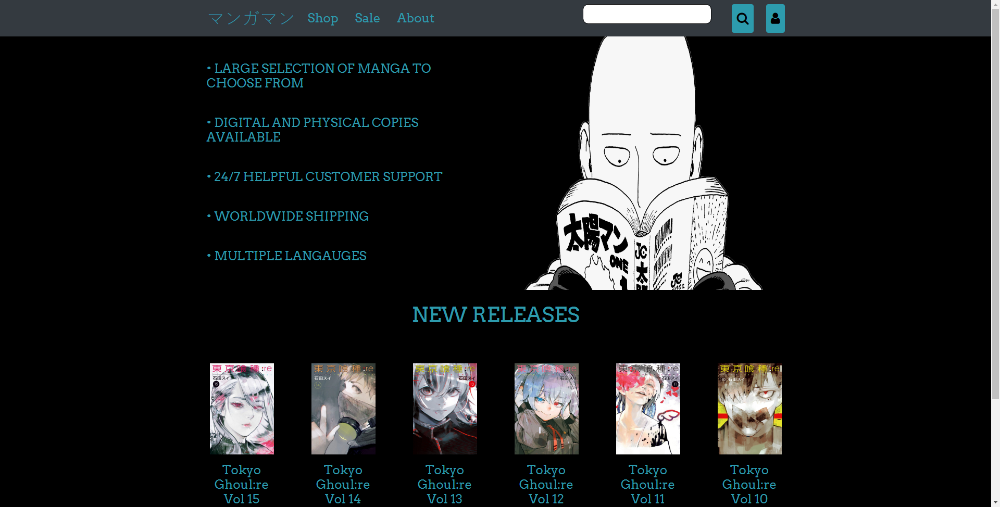 マンガマン Shop Sale About
• LARGE SELECTION OF MANGA TO
CHOOSE FROM
• DIGITAL AND PHYSICAL COPIES
AVAILABLE
• 24/7 HELPFUL CUSTOMER SUPPORT
• WORLDWIDE SHIPPING
• MULTIPLE LANGAUGES
太陽マン
ONE
JC
太陽
JC
NEW RELEASES
東京喰種:re
石田スイ
15
東京喰種:re
石田スイ
14
東京喰種:re
石田スイ
13
東京喰種:re
石田スイ
東京喰種:re
石田スイ
11
東京喰種:re
10 石田スイ
Tokyo
Ghoul:re
Vol 15
Tokyo
Ghoul:re
Vol 14
Tokyo
Ghoul:re
Vol 13
Tokyo
Ghoul:re
Vol 12
Tokyo
Ghoul:re
Vol 11
Tokyo
Ghoul:re
Vol 10